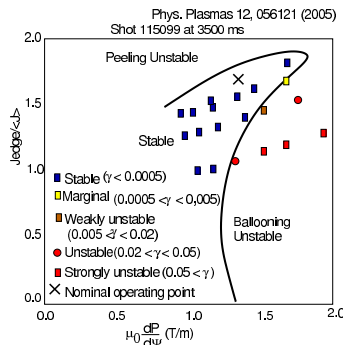 Phys. Plasmas 12, 056121 (2005)
Shot 115099 at 3500 ms
2.0
1.5
1.0
0.5
0.0
Jedge/<J>
Peeling Unstable
Stable
Stable (γ < 0.0005)
Marginal (0.0005 < γ < 0,005)
Weakly unstable
(0.005 < γ < 0.02)
Unstable (0.02 < γ < 0.05)
Strongly unstable (0.05 < γ)
Nominal operating point
Ballooning
Unstable
0.0 0.5 1.0 1.5 2.0
μ₀ dP/dΨ (T/m)